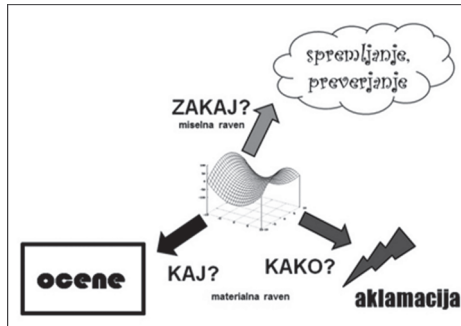 spremljanje,
preverjanje
ZAKAJ?
miselna raven
ocene
KAJ?
KAKO?
materialna raven
aklamacija